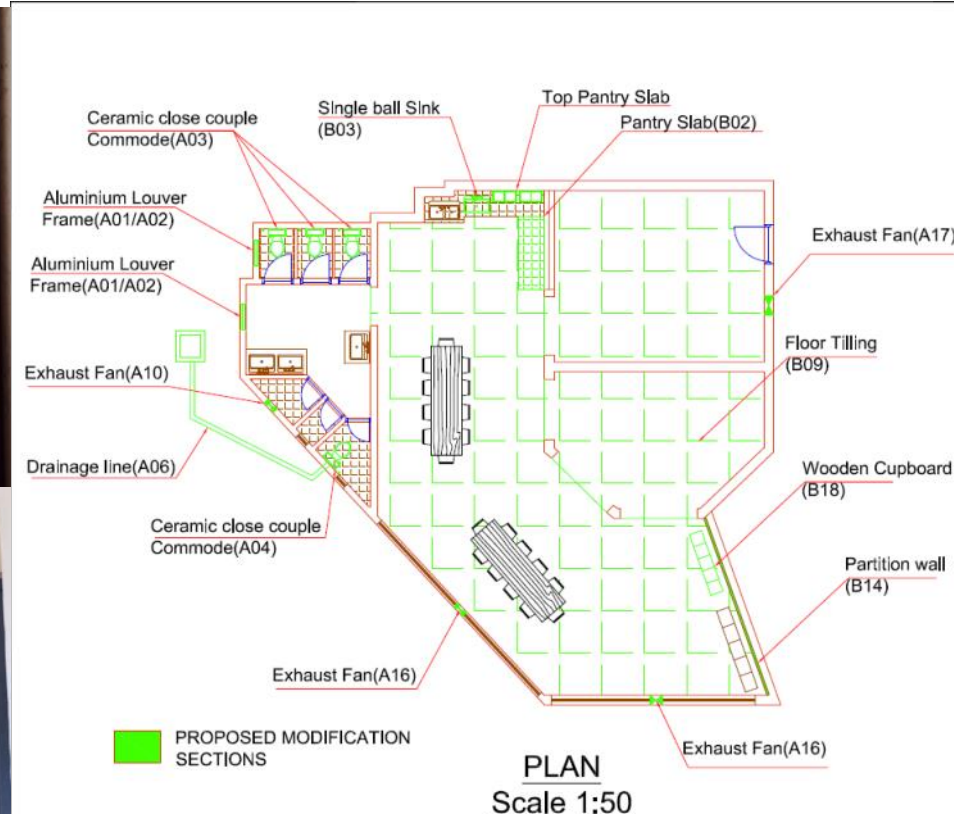 Ceramic close couple
Commode(A03)
Single ball Sink
(B03)
Top Pantry Slab
Pantry Slab(B02)
Aluminium Louver
Frame(A01/A02)
Aluminium Louver
Frame(A01/A02)
Exhaust Fan(A17)
Floor Tilling
(B09)
Exhaust Fan(A10)
Drainage line(A06)
Wooden Cupboard
(B18)
Ceramic close couple
Commode(A04)
Partition wall
(B14)
Exhaust Fan(A16)
Exhaust Fan(A16)
PROPOSED MODIFICATION
SECTIONS
PLAN
Scale 1:50